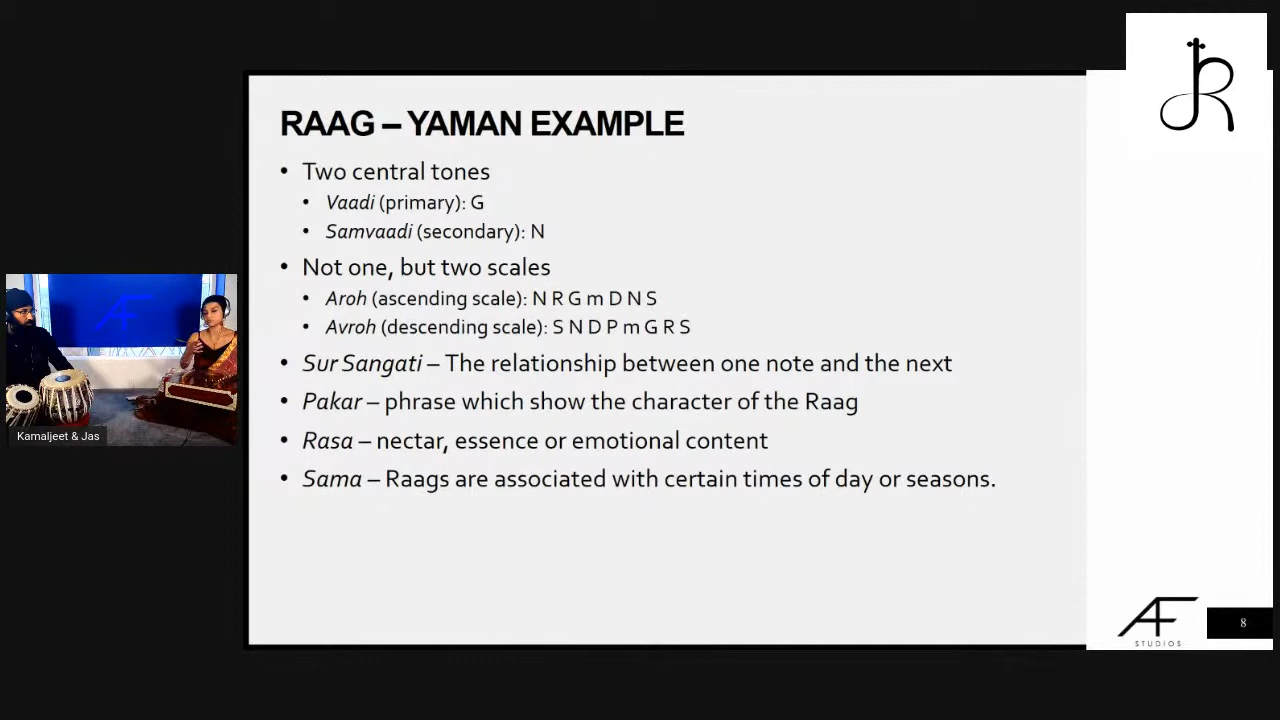 RAAG – YAMAN EXAMPLE
• Two central tones
• Vaadi (primary): G
• Samvaadi (secondary): N
• Not one, but two scales
• Aroh (ascending scale): N R G m D N S
• Avroh (descending scale): S N D P m G R S
• Sur Sangati – The relationship between one note and the next
• Pakar – phrase which show the character of the Raag
• Rasa – nectar, essence or emotional content
• Sama – Raags are associated with certain times of day or seasons.
Kamaljeet & Jas
AF
STUDIOS
8